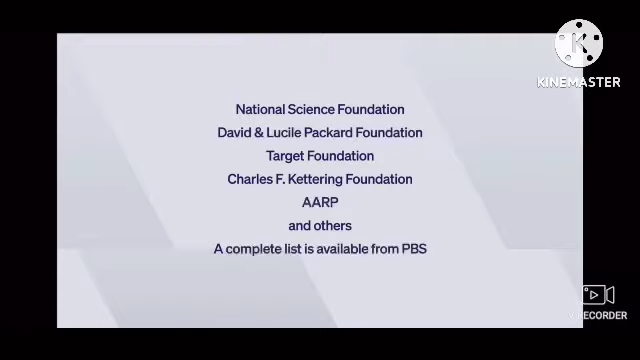 National Science Foundation
David & Lucile Packard Foundation
Target Foundation
Charles F. Kettering Foundation
AARP
and others
A complete list is available from PBS
KINEMASTER
RECORDER